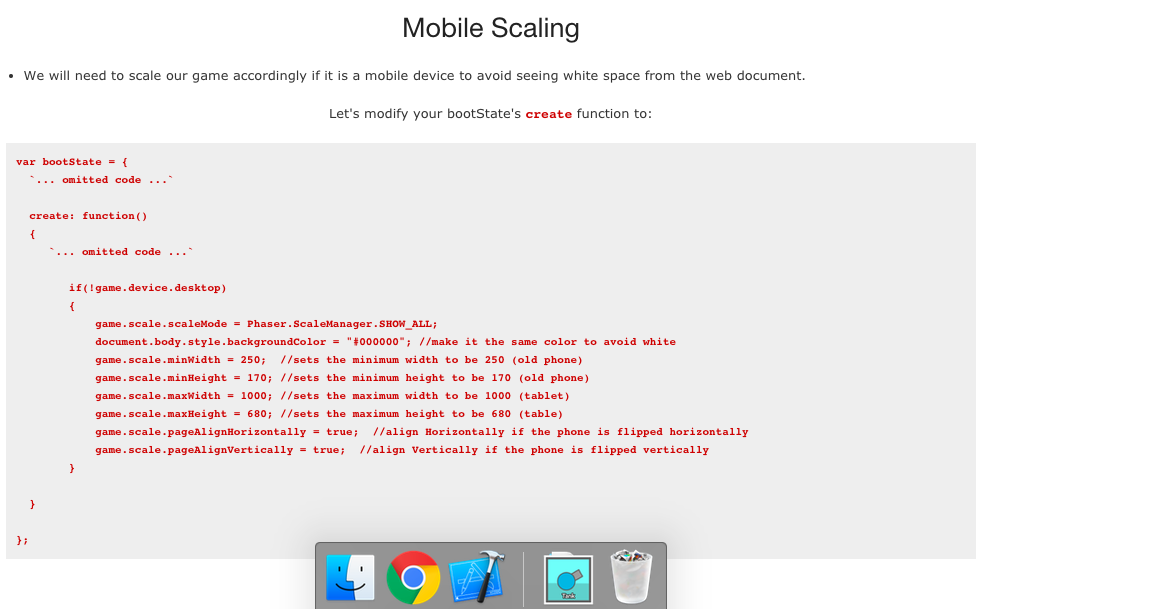 Mobile Scaling
• We will need to scale our game accordingly if it is a mobile device to avoid seeing white space from the web document.
Let's modify your bootState's create function to:
var bootState = {
  `... omitted code ...`
  create: function()
  {
     `... omitted code ...`
        if(!game.device.desktop)
        {
            game.scale.scaleMode = Phaser.ScaleManager.SHOW_ALL;
            document.body.style.backgroundColor = "#000000"; //make it the same color to avoid white
            game.scale.minWidth = 250;  //sets the minimum width to be 250 (old phone)
            game.scale.minHeight = 170; //sets the minimum height to be 170 (old phone)
            game.scale.maxWidth = 1000; //sets the maximum width to be 1000 (tablet)
            game.scale.maxHeight = 680; //sets the maximum height to be 680 (table)
            game.scale.pageAlignHorizontally = true;  //align Horizontally if the phone is flipped horizontally
            game.scale.pageAlignVertically = true;  //align Vertically if the phone is flipped vertically
        }
  }
};
Tank